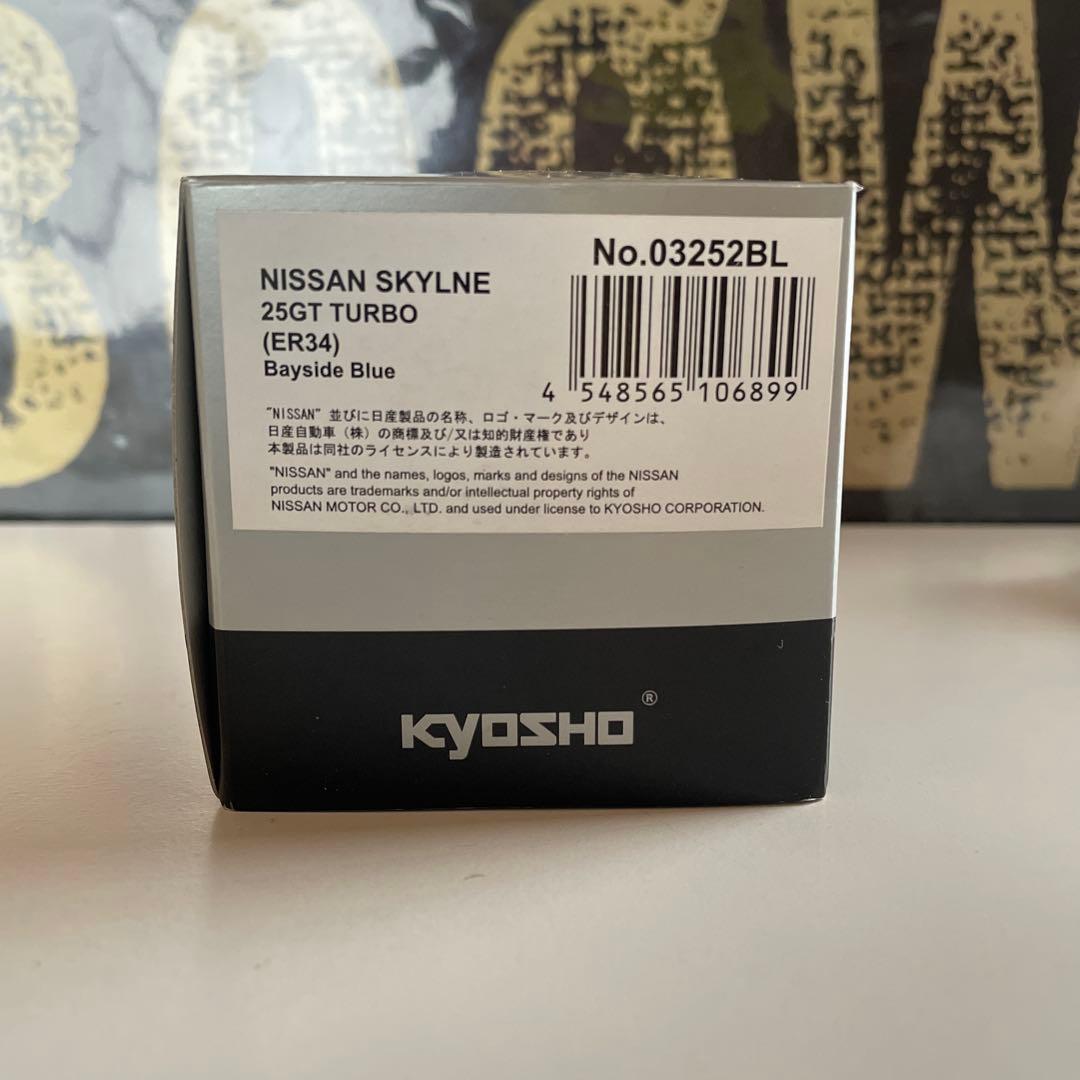 No.03252BL
NISSAN SKYLNE
25GT TURBO
(ER34)
Bayside Blue
4 548565 106899
"NISSAN" 並びに日産製品の名称、ロゴ・マーク及びデザインは、
日産自動車（株）の商標及び/又は知的財産権であり
本製品は同社のライセンスにより製造されています。
"NISSAN" and the names, logos, marks and designs of the NISSAN
products are trademarks and/or intellectual property rights of
NISSAN MOTOR CO., LTD. and used under license to KYOSHO CORPORATION.
J
KYOSHO®